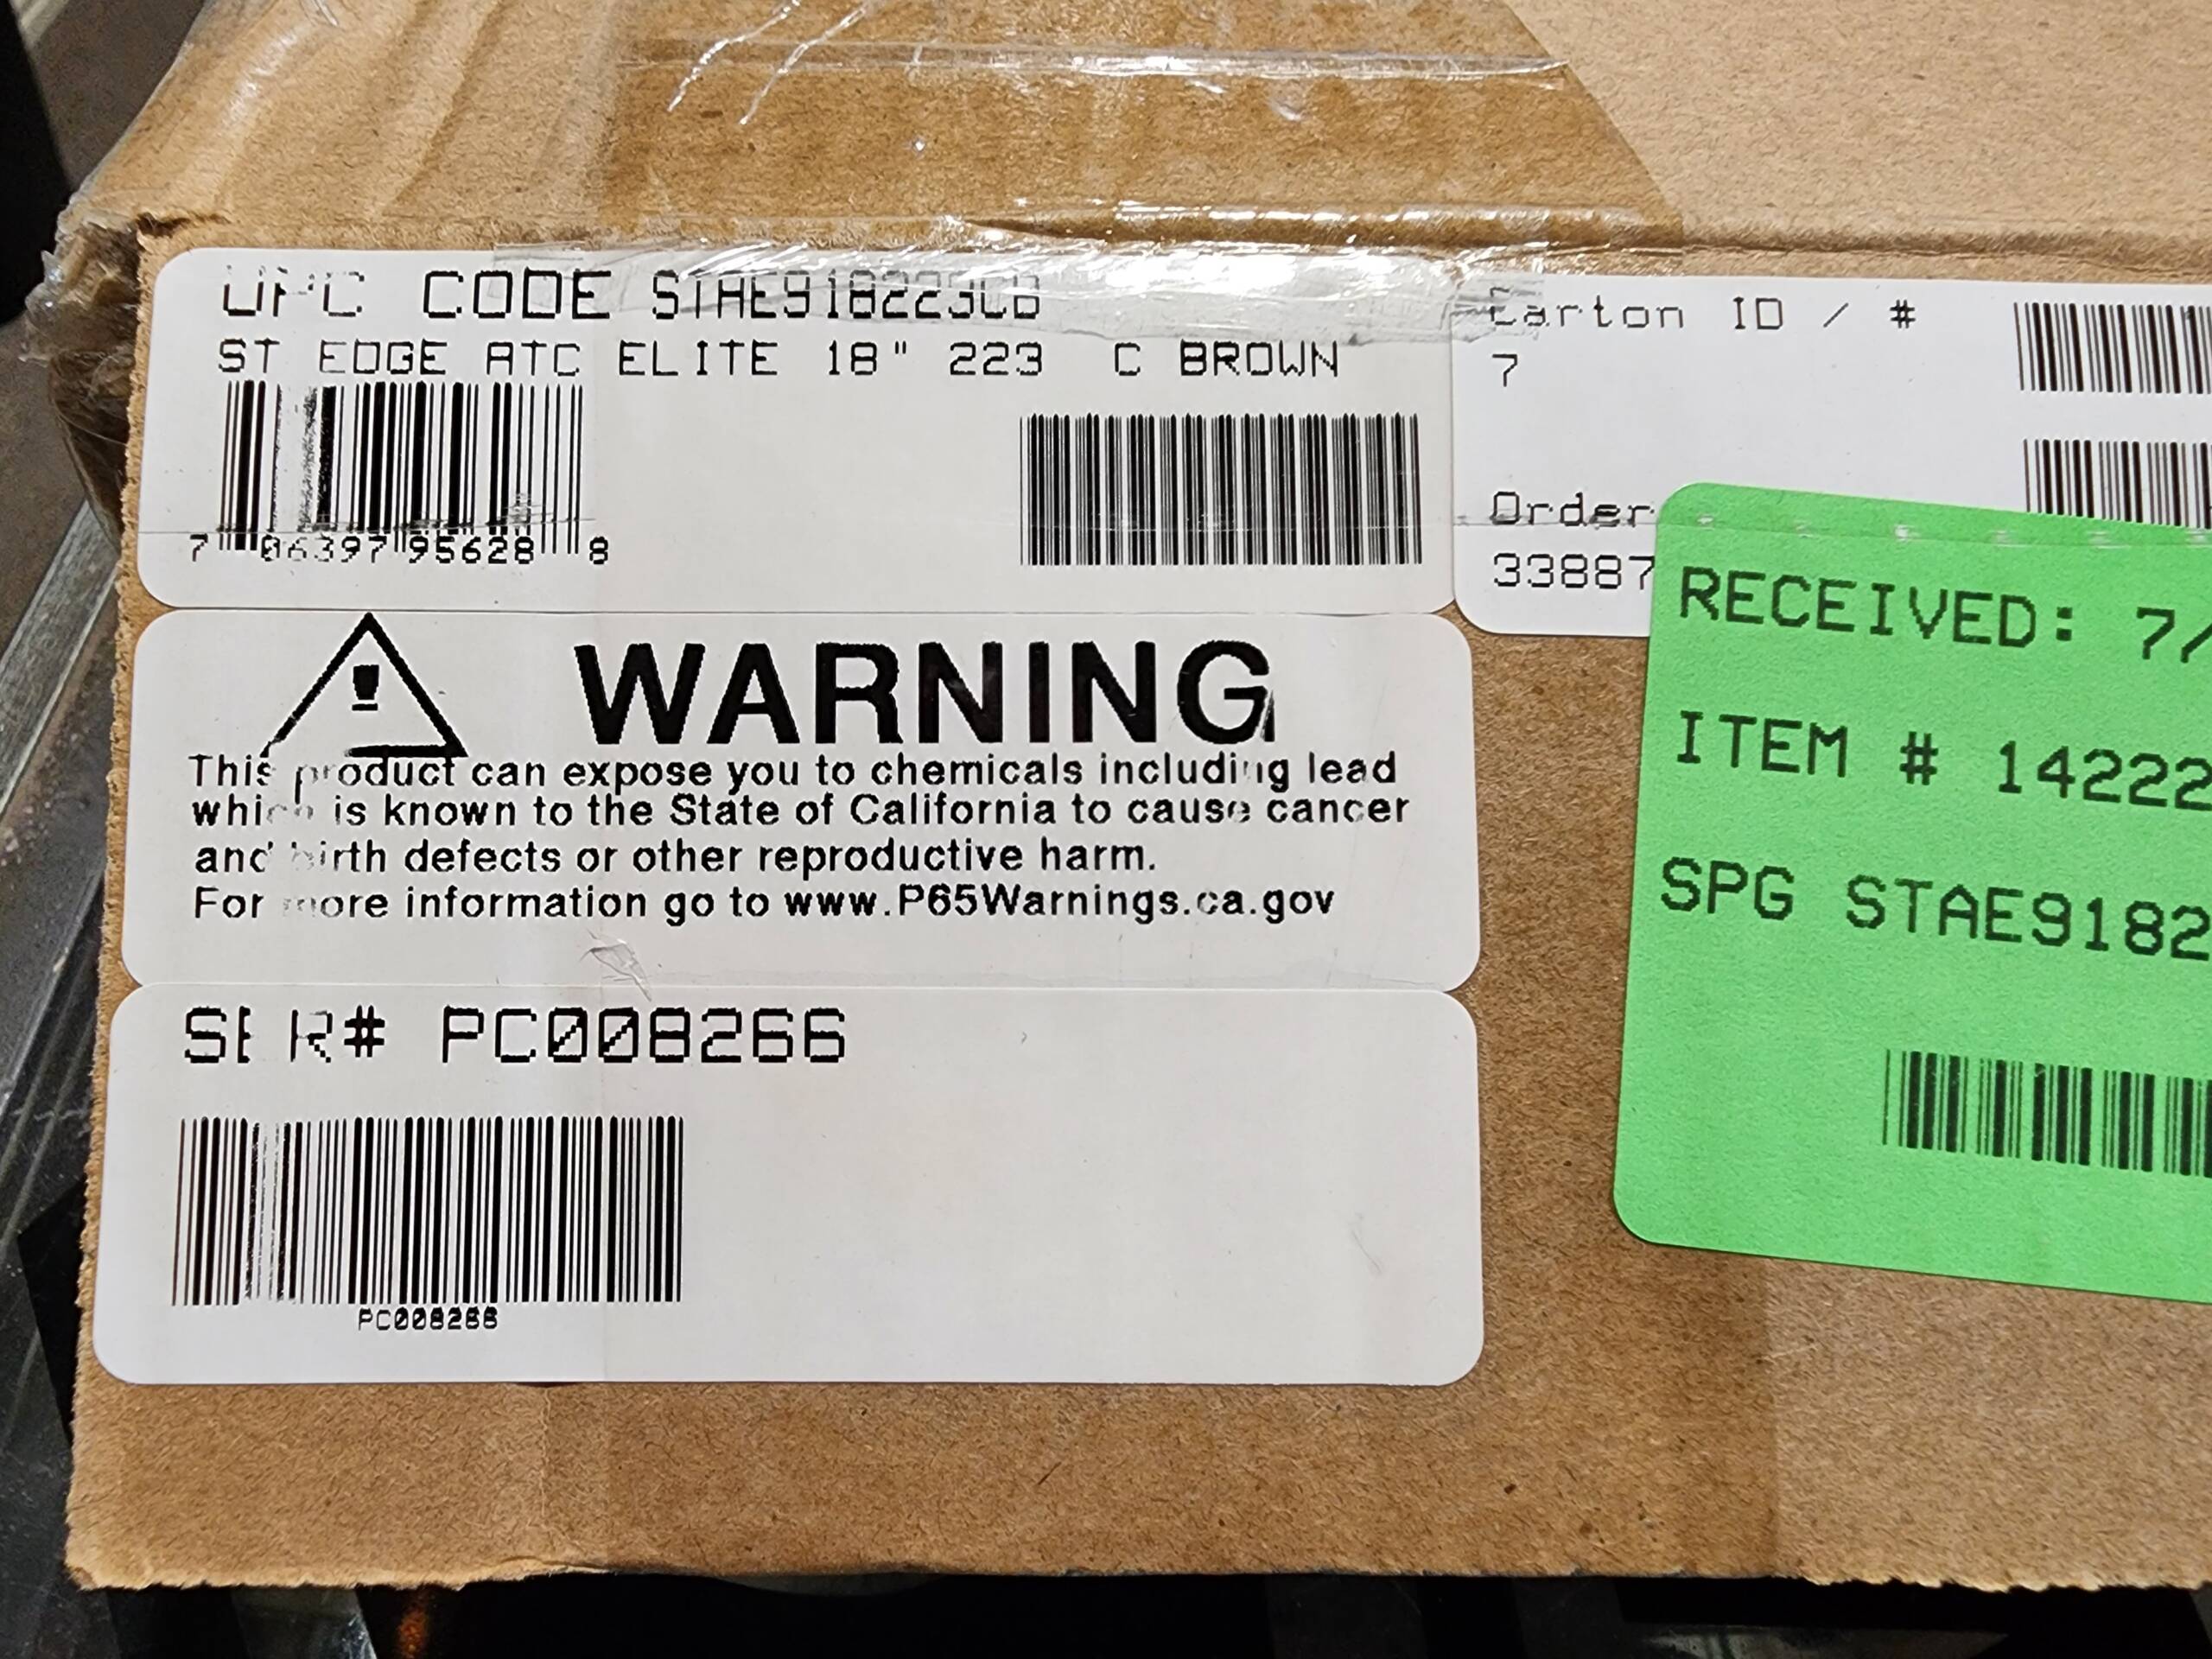 UPC CODE STAE918223CB
ST EDGE ATC ELITE 18" 223 C BROWN
7 06397 95628 8
Carton ID / #
7
Order
33887
RECEIVED: 7/
ITEM # 14222
SPG STAE9182
WARNING
This product can expose you to chemicals including lead
which is known to the State of California to cause cancer
and birth defects or other reproductive harm.
For more information go to www.P65Warnings.ca.gov
SER# PC008266
PC008266